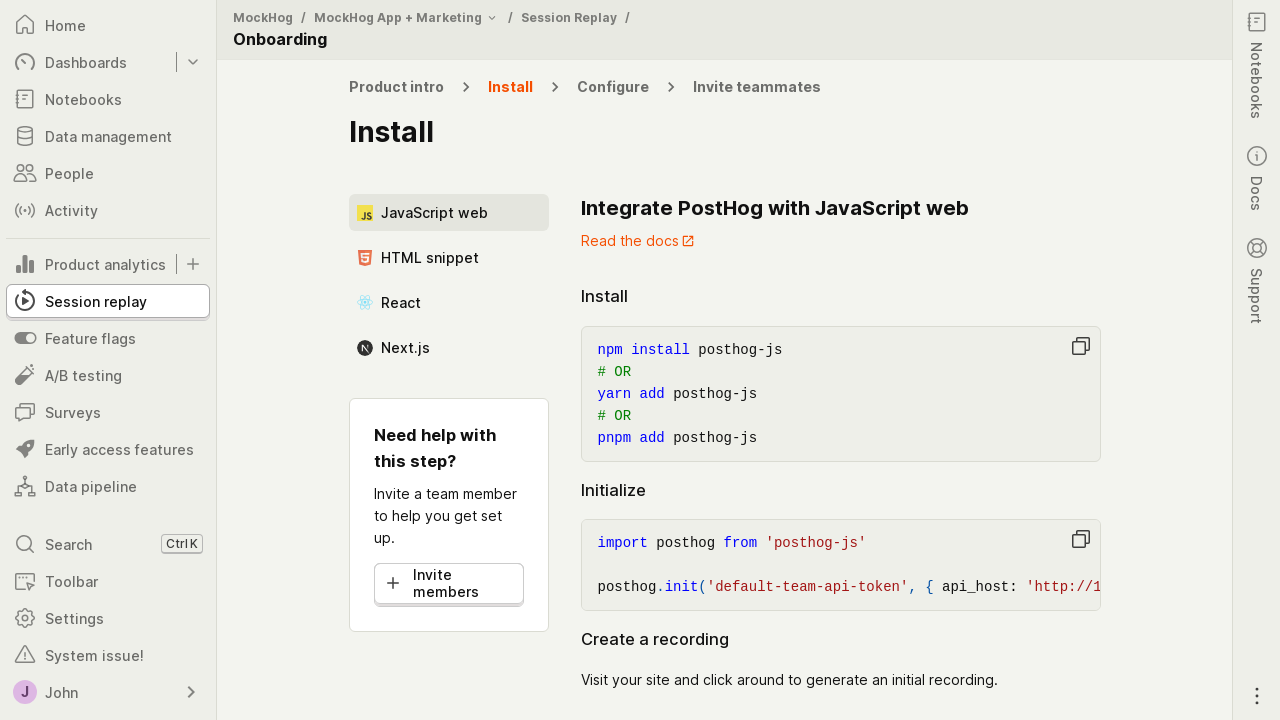 Home
Dashboards
Notebooks
Data management
People
Activity
Product analytics
Session replay
Feature flags
A/B testing
Surveys
Early access features
Data pipeline
Search Ctrl K
Toolbar
Settings
System issue!
J John
MockHog / MockHog App + Marketing / Session Replay /
Onboarding
Product intro > Install > Configure > Invite teammates
Install
JS JavaScript web
HTML snippet
React
Next.js
Need help with
this step?
Invite a team member
to help you get set
up.
Invite
members
Integrate PostHog with JavaScript web
Read the docs
Install
npm install posthog-js
# OR
yarn add posthog-js
# OR
pnpm add posthog-js
Initialize
import posthog from 'posthog-js'
posthog.init('default-team-api-token', { api_host: 'http://1
Create a recording
Visit your site and click around to generate an initial recording.
Notebooks
Docs
Support